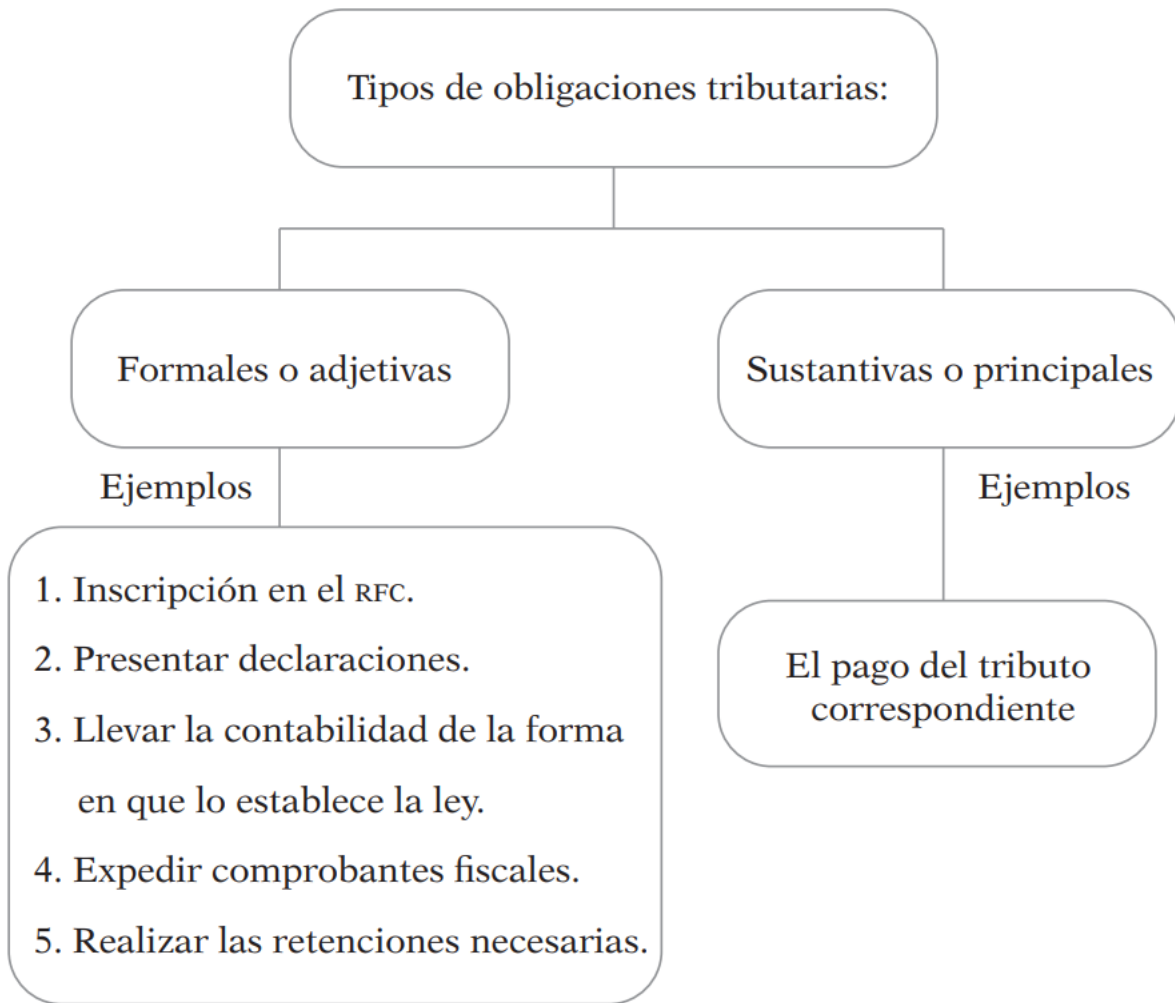 Tipos de obligaciones tributarias:
Formales o adjetivas
Sustantivas o principales
Ejemplos
Ejemplos
1. Inscripción en el RFC.
2. Presentar declaraciones.
3. Llevar la contabilidad de la forma
en que lo establece la ley.
4. Expedir comprobantes fiscales.
5. Realizar las retenciones necesarias.
El pago del tributo
correspondiente